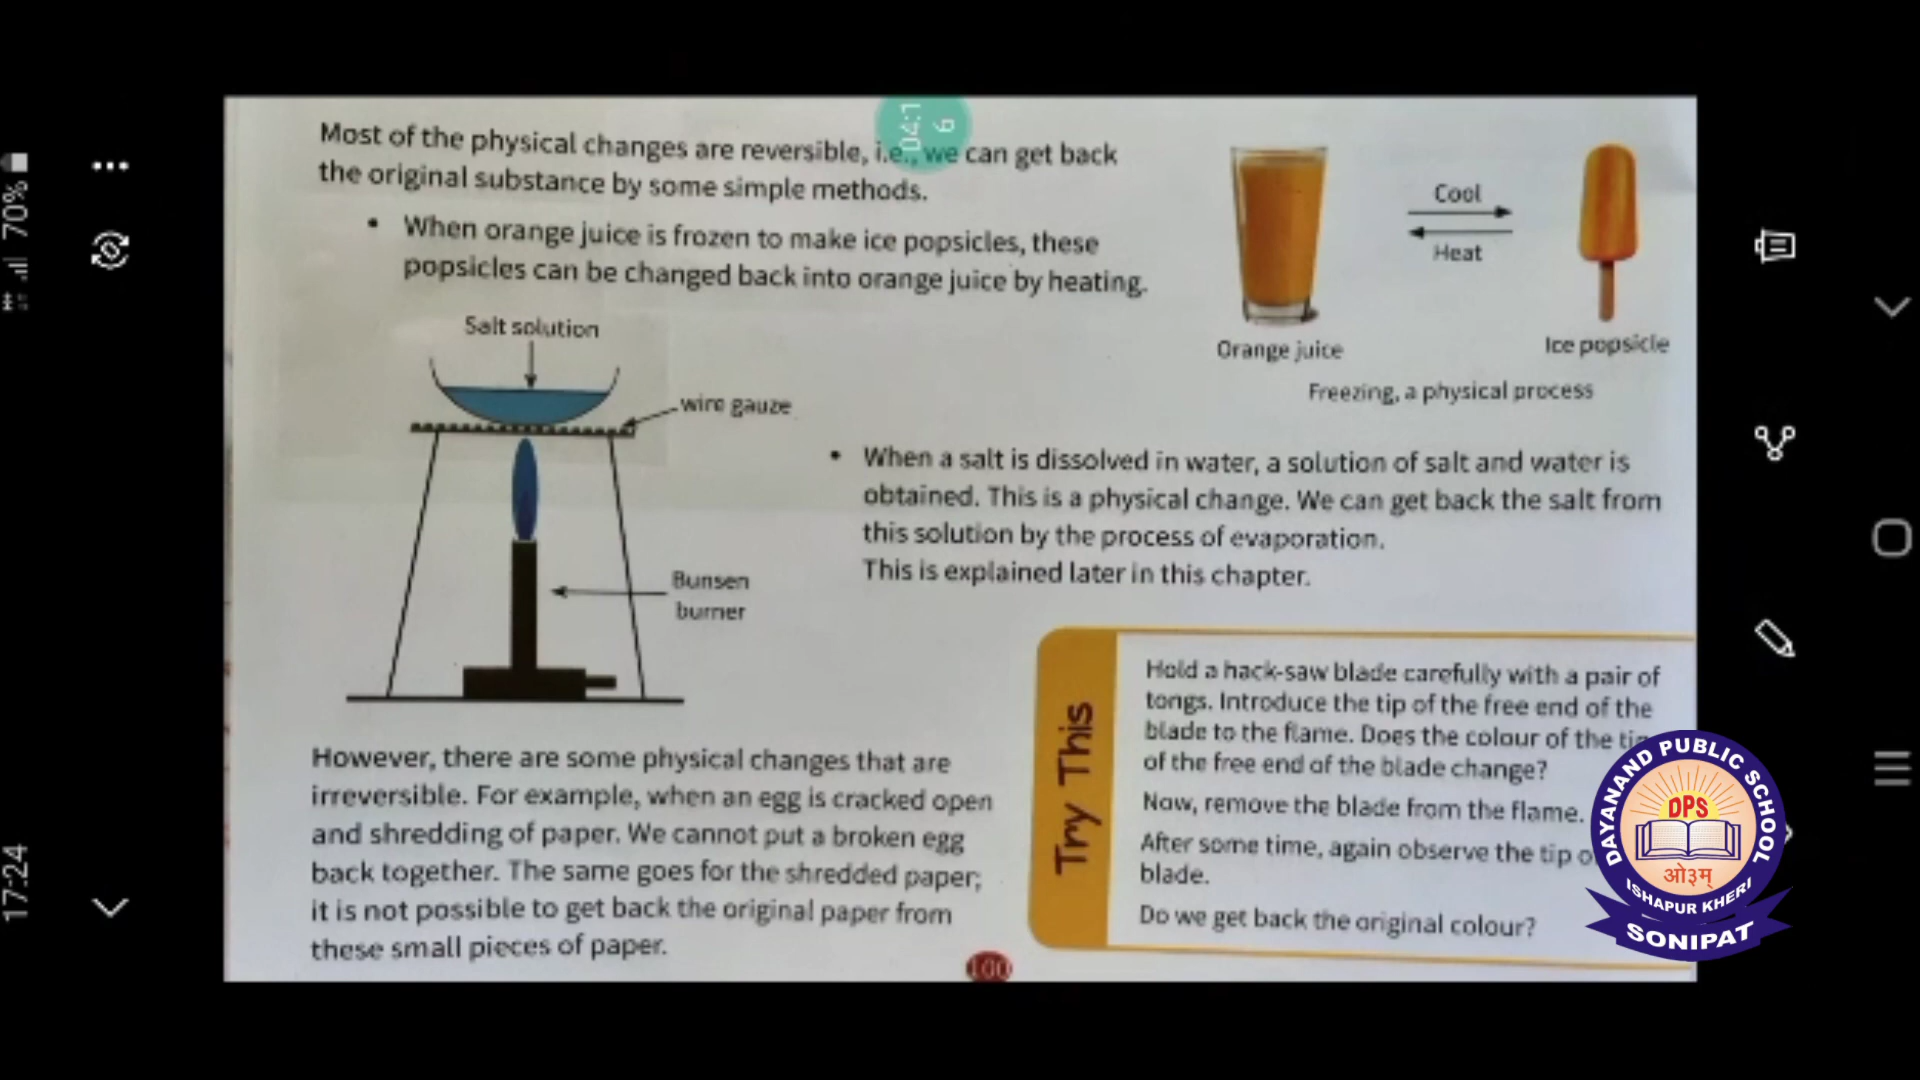 Most of the physical changes are reversible, i.e., we can get back
the original substance by some simple methods.
• When orange juice is frozen to make ice popsicles, these
popsicles can be changed back into orange juice by heating.
Cool
Heat
Orange juice
Ice popsicle
Freezing, a physical process
Salt solution
wire gauze
Bunsen
burner
• When a salt is dissolved in water, a solution of salt and water is
obtained. This is a physical change. We can get back the salt from
this solution by the process of evaporation.
This is explained later in this chapter.
However, there are some physical changes that are
irreversible. For example, when an egg is cracked open
and shredding of paper. We cannot put a broken egg
back together. The same goes for the shredded paper;
it is not possible to get back the original paper from
these small pieces of paper.
Try This
Hold a hack-saw blade carefully with a pair of
tongs. Introduce the tip of the free end of the
blade to the flame. Does the colour of the
of the free end of the blade change?
Now, remove the blade from the flame.
After some time, again observe the tip
blade.
Do we get back the original colour?
100
04:1
6
70%
17:24
DAYANAND PUBLIC SCHOOL
DPS
ओ३म्
ISHAPUR KHERI
SONIPAT